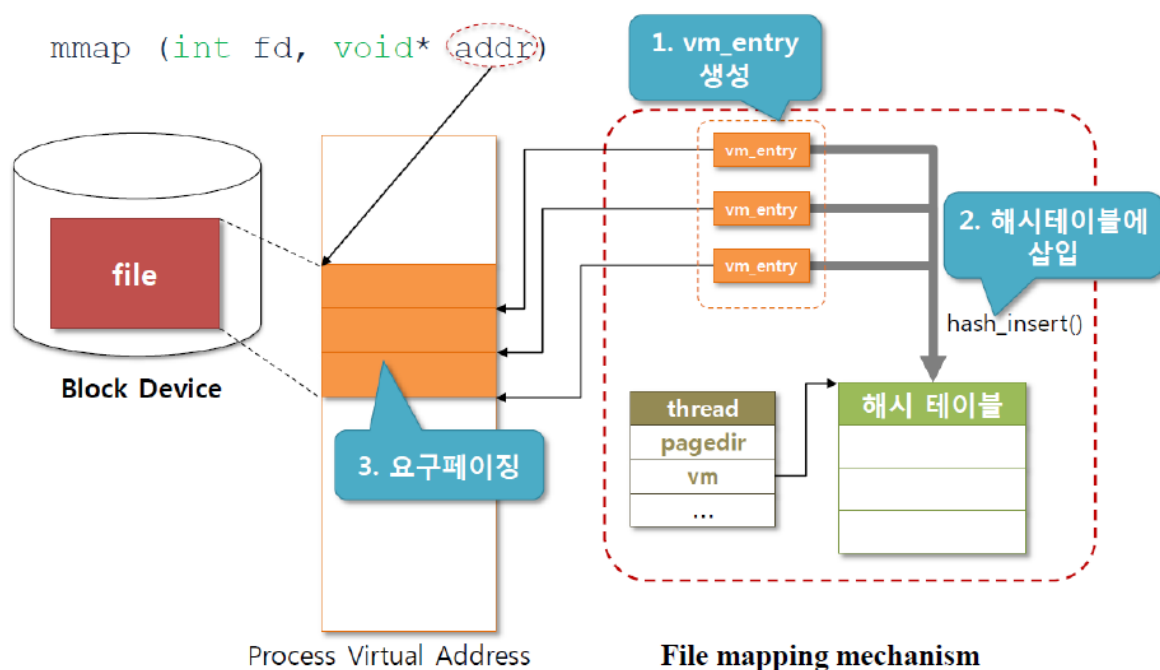 mmap (int fd, void* addr)
1. vm_entry
생성
vm_entry
vm_entry
vm_entry
2. 해시테이블에
삽입
hash_insert()
file
Block Device
3. 요구페이징
thread
pagedir
vm
...
해시 테이블
Process Virtual Address
File mapping mechanism